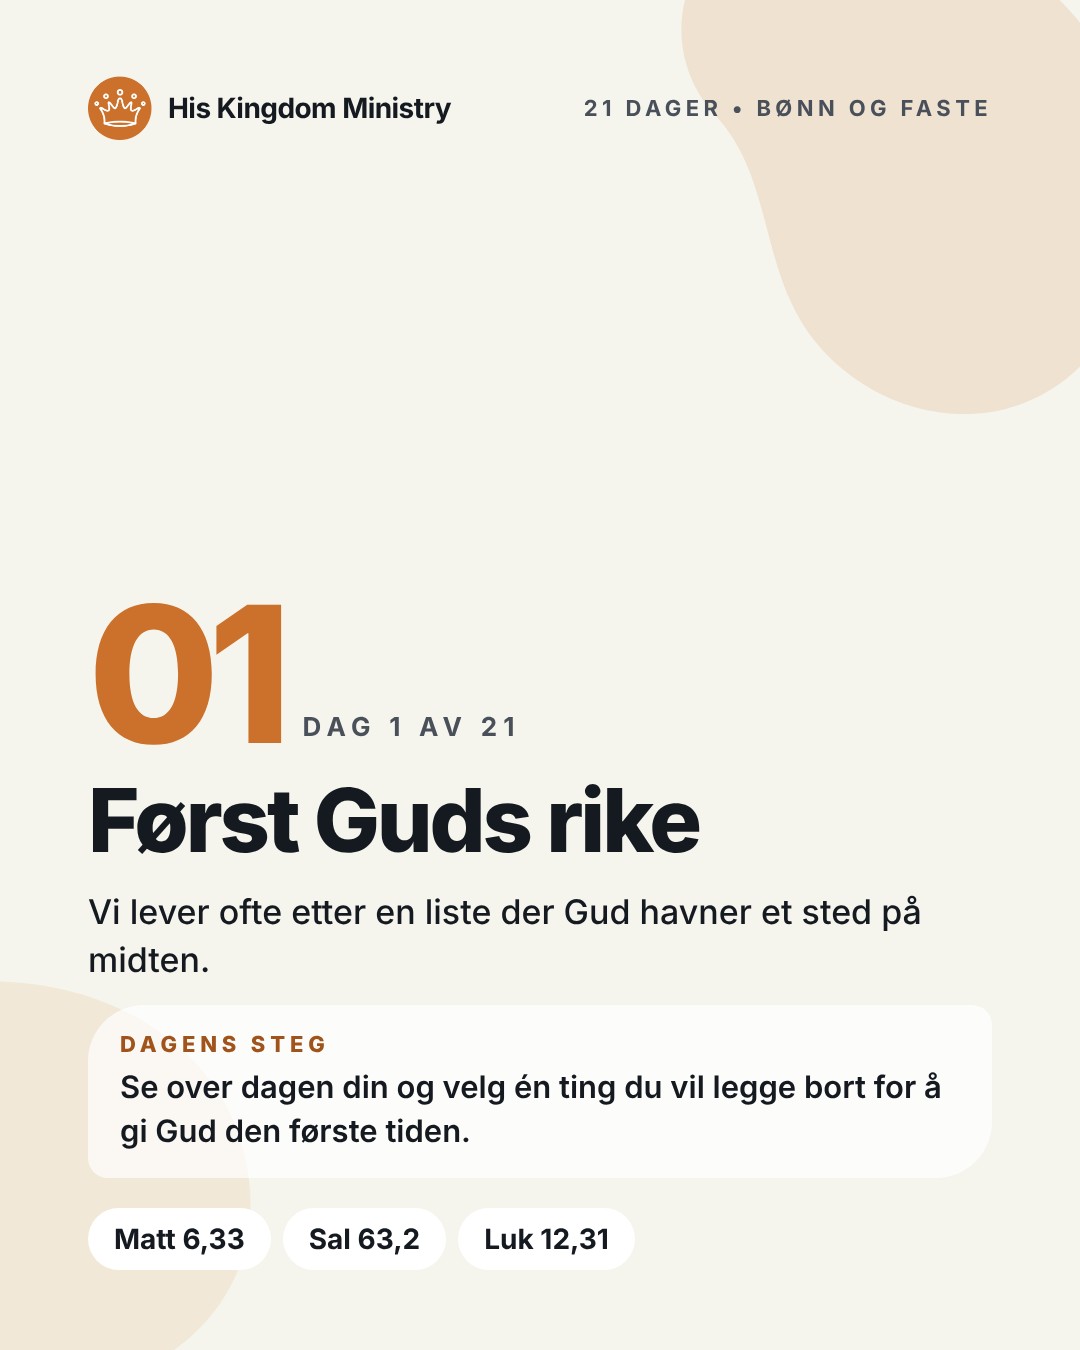 His Kingdom Ministry
21 DAGER • BØNN OG FASTE
01
DAG 1 AV 21
Først Guds rike
Vi lever ofte etter en liste der Gud havner et sted på
midten.
DAGENS STEG
Se over dagen din og velg én ting du vil legge bort for å
gi Gud den første tiden.
Matt 6,33
Sal 63,2
Luk 12,31